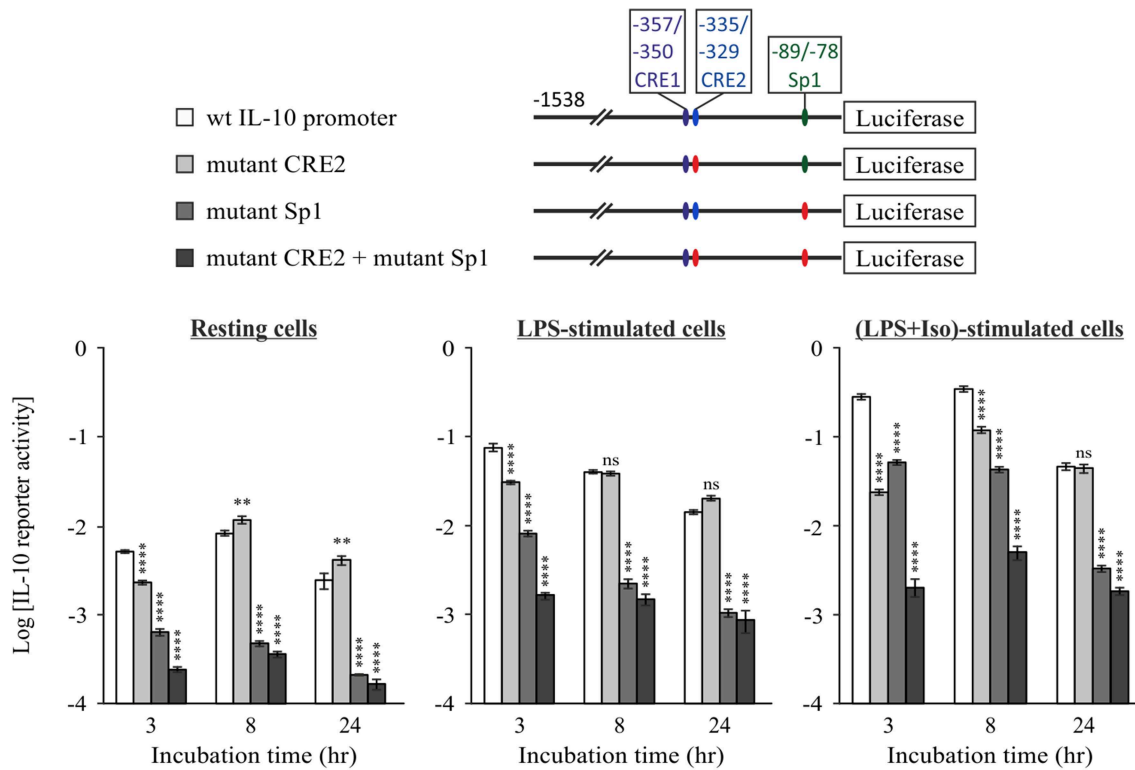 -357/
-350
CRE1
-335/
-329
CRE2
-89/-78
Sp1
-1538
wt IL-10 promoter
Luciferase
mutant CRE2
Luciferase
mutant Sp1
Luciferase
mutant CRE2 + mutant Sp1
Luciferase
Resting cells
LPS-stimulated cells
(LPS+Iso)-stimulated cells
Log [IL-10 reporter activity]
0
-1
-2
-3
-4
****
****
****
**
****
****
**
****
****
3
8
24
Incubation time (hr)
0
-1
-2
-3
-4
****
****
****
ns
****
****
ns
****
****
3
8
24
Incubation time (hr)
0
-1
-2
-3
-4
****
****
****
****
****
****
ns
****
****
3
8
24
Incubation time (hr)